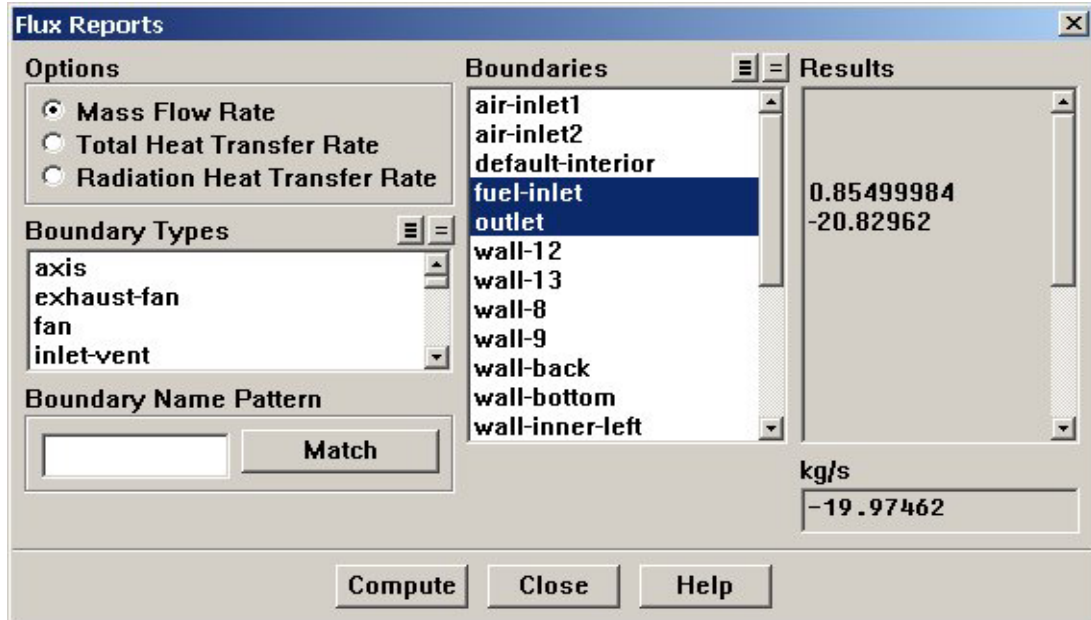 Flux Reports
Options
Mass Flow Rate
Total Heat Transfer Rate
Radiation Heat Transfer Rate
Boundary Types
axis
exhaust-fan
fan
inlet-vent
Boundary Name Pattern
Match
Boundaries
air-inlet1
air-inlet2
default-interior
fuel-inlet
outlet
wall-12
wall-13
wall-8
wall-9
wall-back
wall-bottom
wall-inner-left
Results
0.85499984
-20.82962
kg/s
-19.97462
Compute Close Help